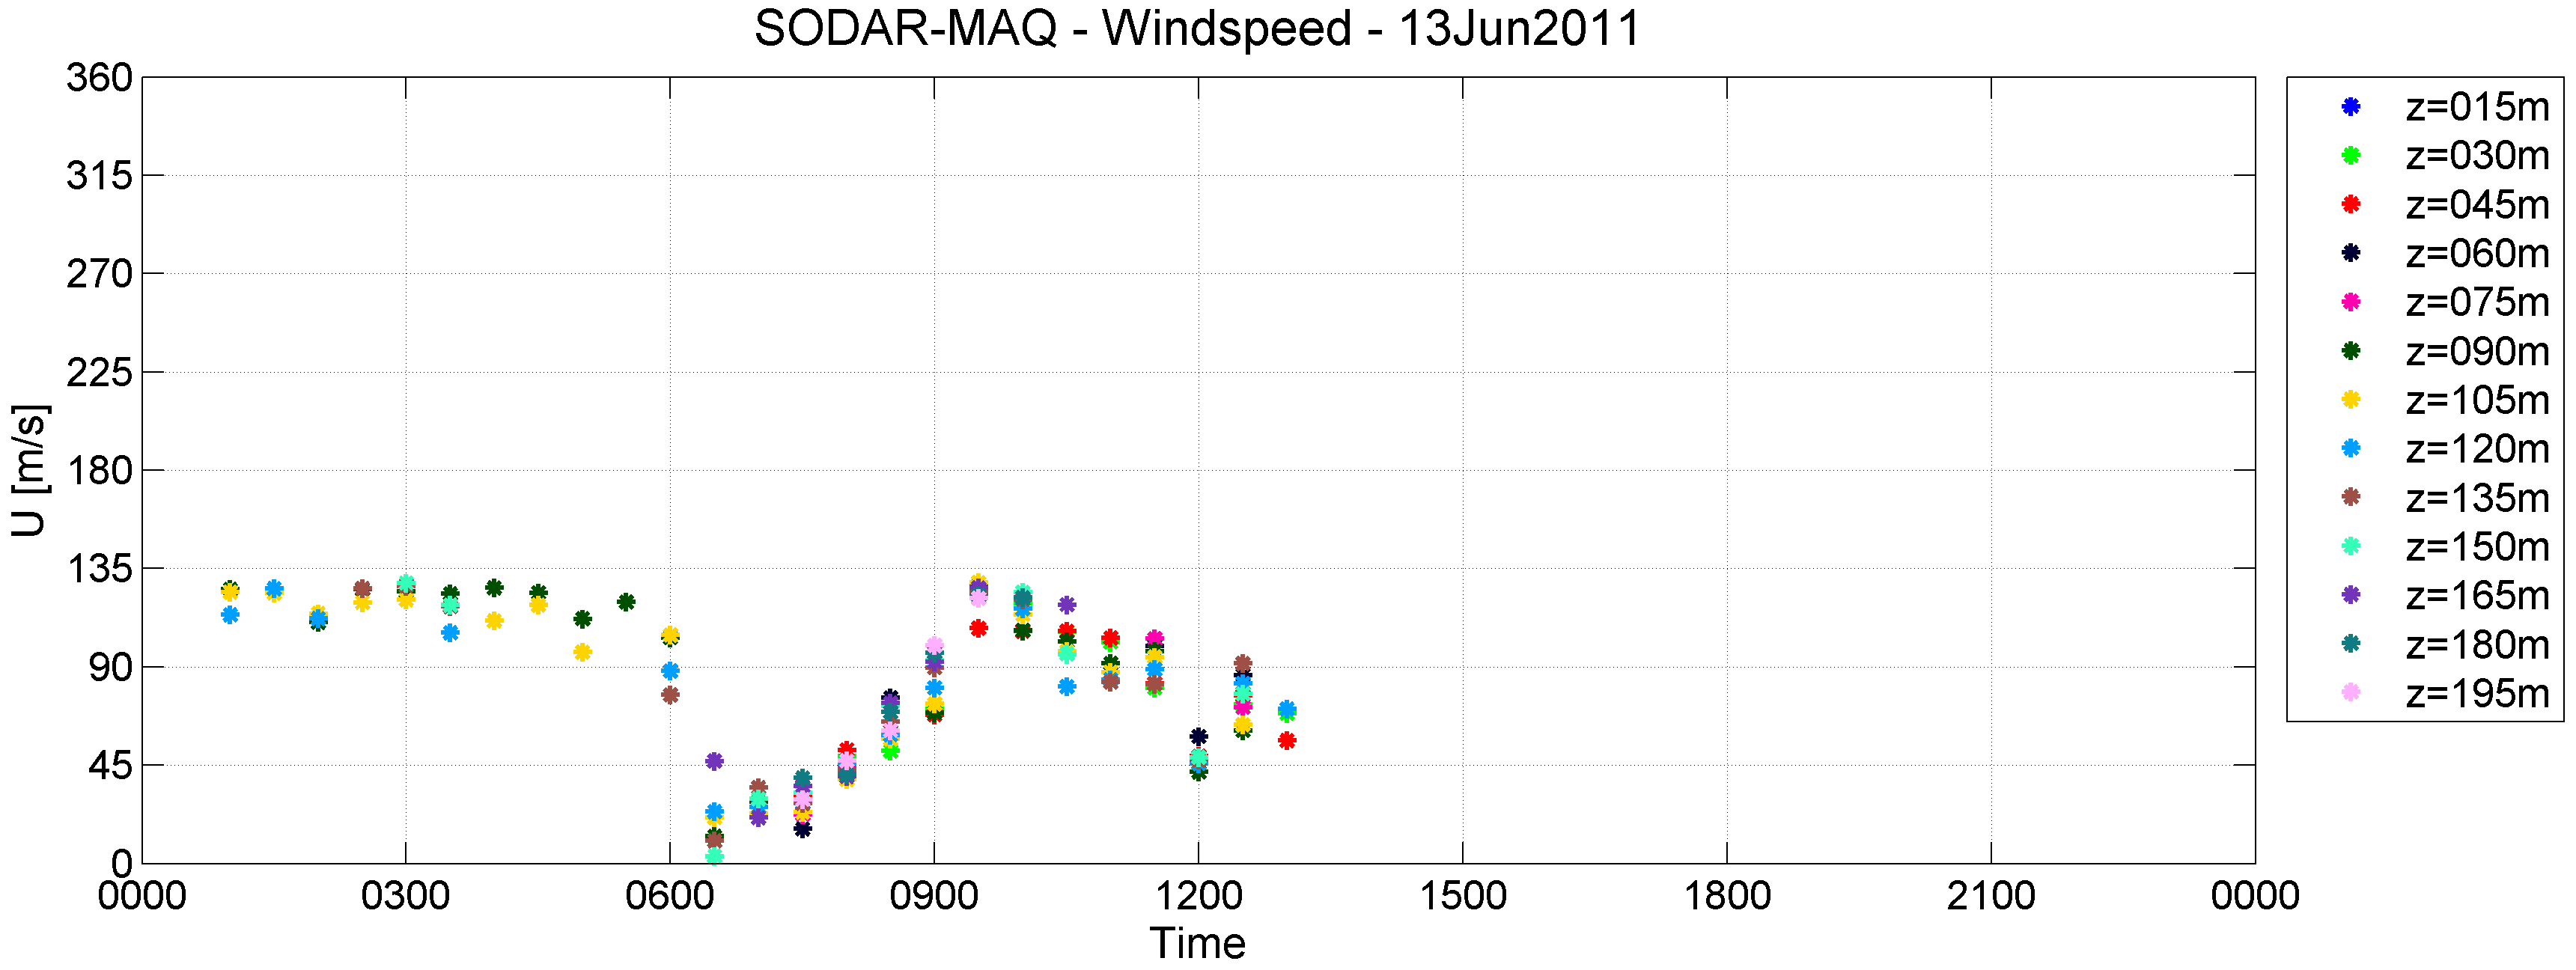 SODAR-MAQ - Windspeed - 13Jun2011
360
315
270
225
180
135
90
45
0
U [m/s]
0000 0300 0600 0900 1200 1500 1800 2100 0000
Time
z=015m
z=030m
z=045m
z=060m
z=075m
z=090m
z=105m
z=120m
z=135m
z=150m
z=165m
z=180m
z=195m